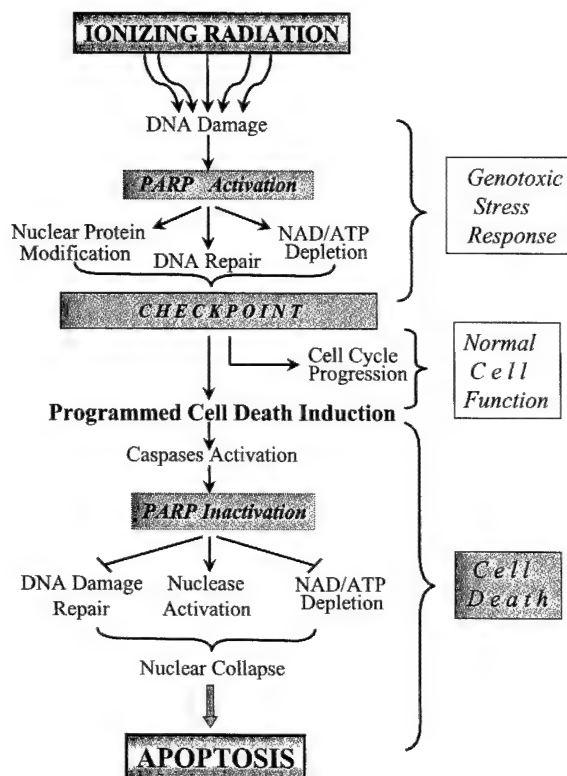 IONIZING RADIATION
DNA Damage
PARP Activation
Genotoxic
Stress
Response
Nuclear Protein
Modification
DNA Repair
NAD/ATP
Depletion
CHECKPOINT
Cell Cycle
Progression
Normal
Cell
Function
Programmed Cell Death Induction
Caspases Activation
PARP Inactivation
DNA Damage
Repair
Nuclease
Activation
NAD/ATP
Depletion
Cell
Death
Nuclear Collapse
APOPTOSIS